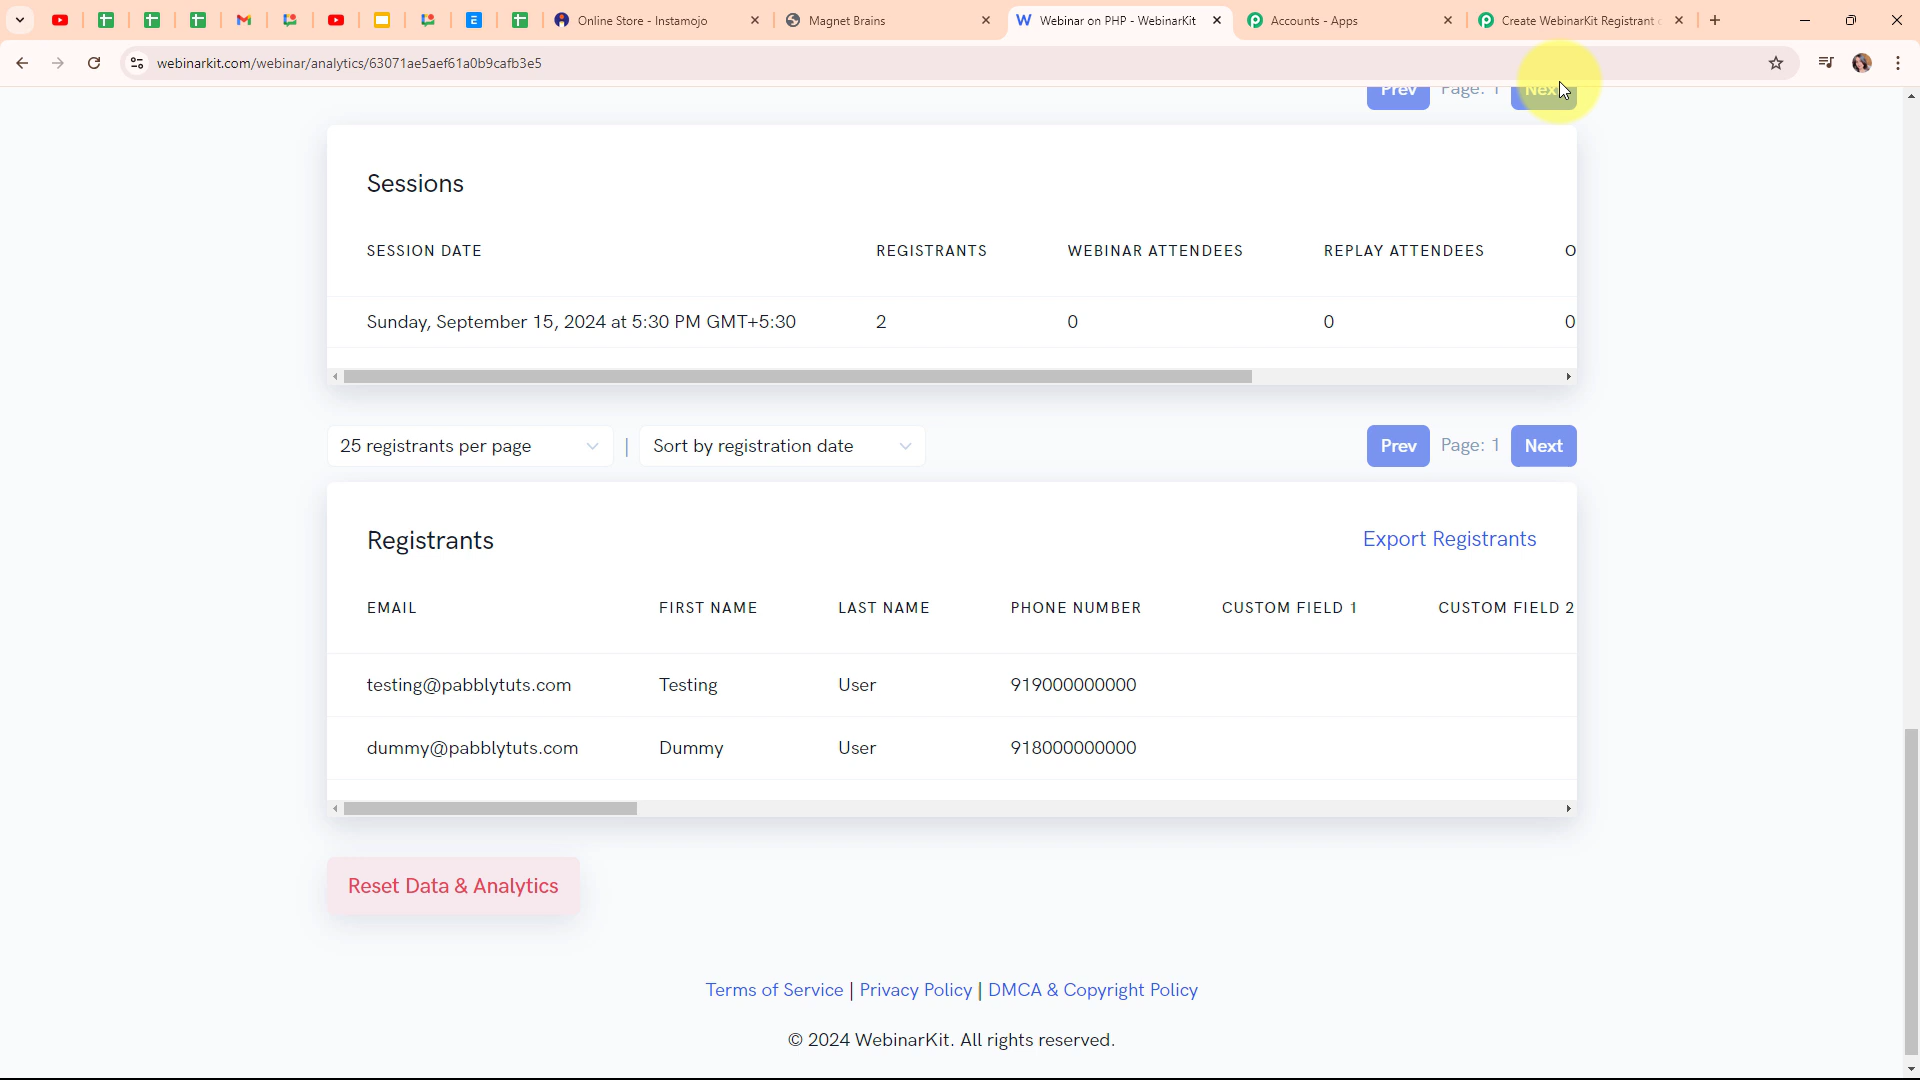 Online Store - Instamojo
Magnet Brains
Webinar on PHP - WebinarKit
Accounts - Apps
Create WebinarKit Registrant
webinarkit.com/webinar/analytics/63071ae5aef61a0b9cafb3e5
Prev Page: 1 Next
Sessions
SESSION DATE REGISTRANTS WEBINAR ATTENDEES REPLAY ATTENDEES O
Sunday, September 15, 2024 at 5:30 PM GMT+5:30 2 0 0 0
25 registrants per page | Sort by registration date Prev Page: 1 Next
Registrants Export Registrants
EMAIL FIRST NAME LAST NAME PHONE NUMBER CUSTOM FIELD 1 CUSTOM FIELD 2
testing@pabblytuts.com Testing User 919000000000
dummy@pabblytuts.com Dummy User 918000000000
Reset Data & Analytics
Terms of Service | Privacy Policy | DMCA & Copyright Policy
© 2024 WebinarKit. All rights reserved.